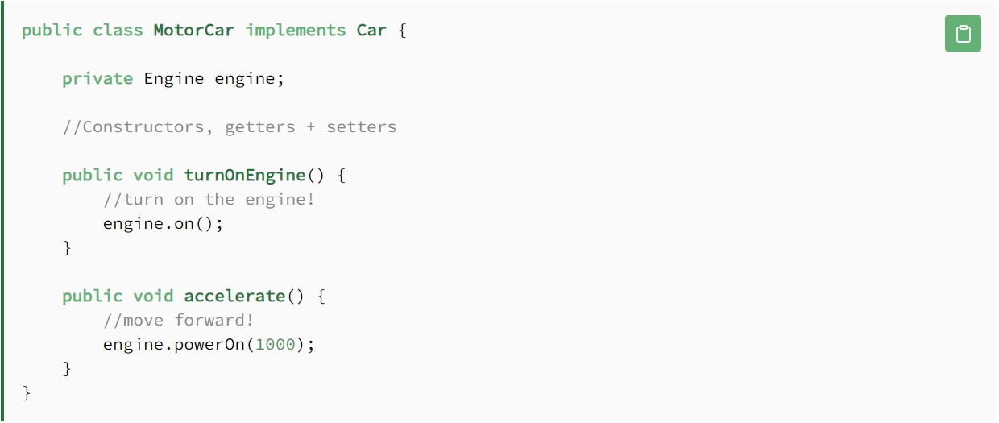 public class MotorCar implements Car {
    private Engine engine;
    //Constructors, getters + setters
    public void turnOnEngine() {
        //turn on the engine!
        engine.on();
    }
    public void accelerate() {
        //move forward!
        engine.powerOn(1000);
    }
}